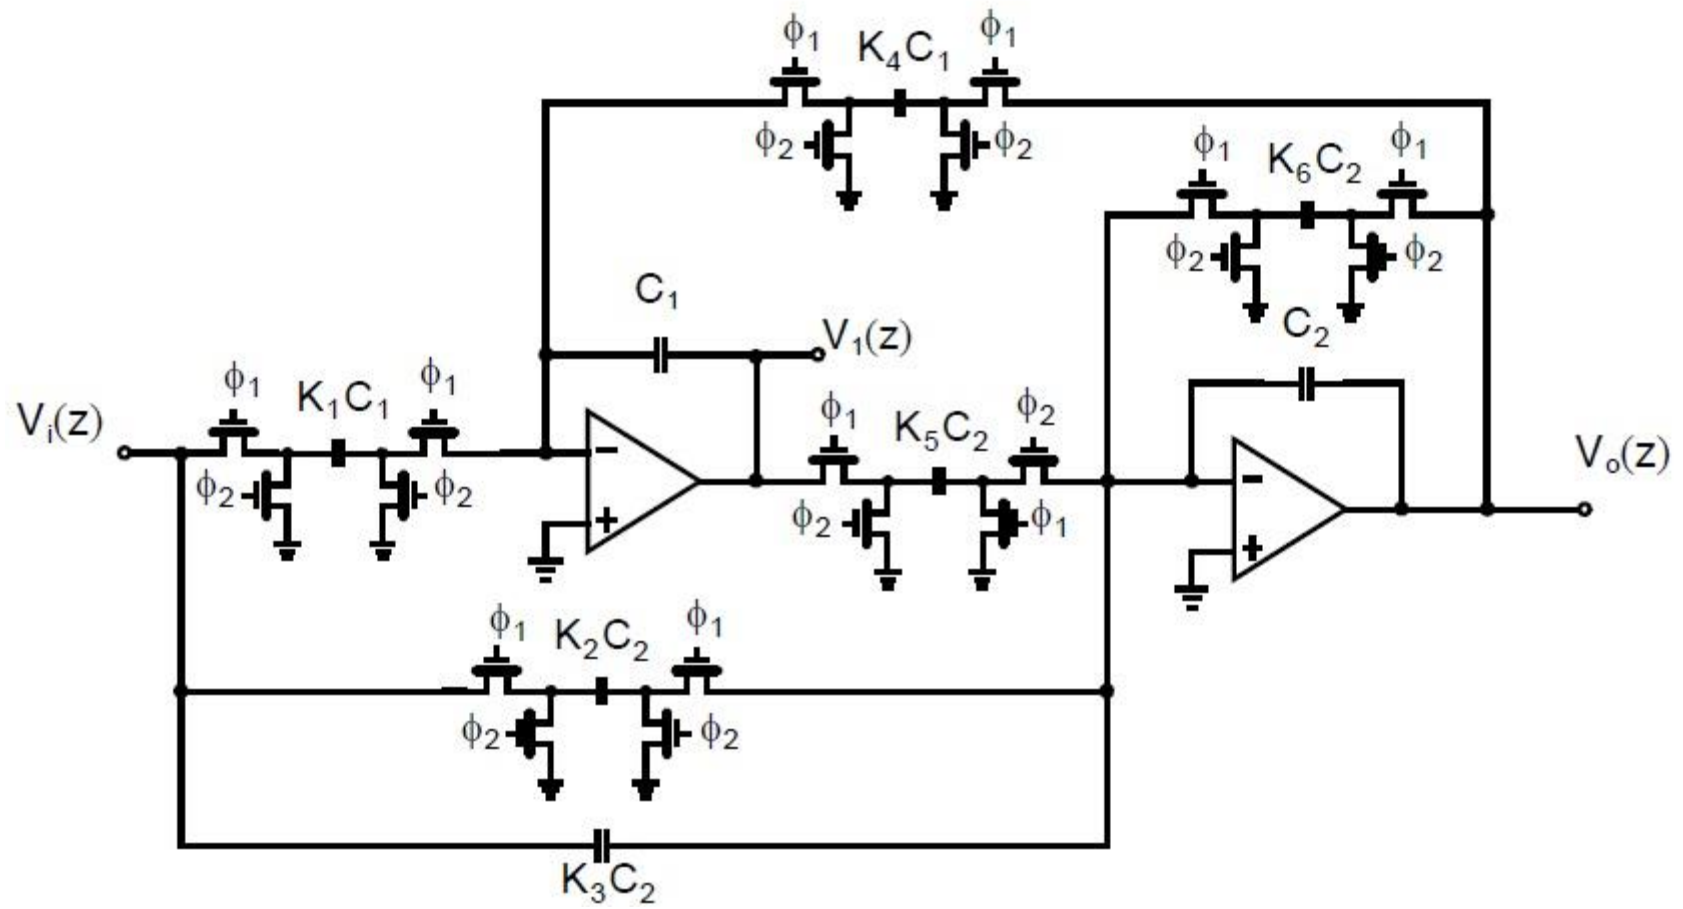 ϕ₁ K₄C₁ ϕ₁
ϕ₂ ϕ₂
ϕ₁ K₆C₂ ϕ₁
ϕ₂ ϕ₂
C₁
C₂
V₁(z)
Vᵢ(z) ϕ₁ K₁C₁ ϕ₁
ϕ₂ ϕ₂
− +
ϕ₁ K₅C₂ ϕ₂
ϕ₂ ϕ₁
− +
Vₒ(z)
ϕ₁ K₂C₂ ϕ₁
ϕ₂ ϕ₂
K₃C₂